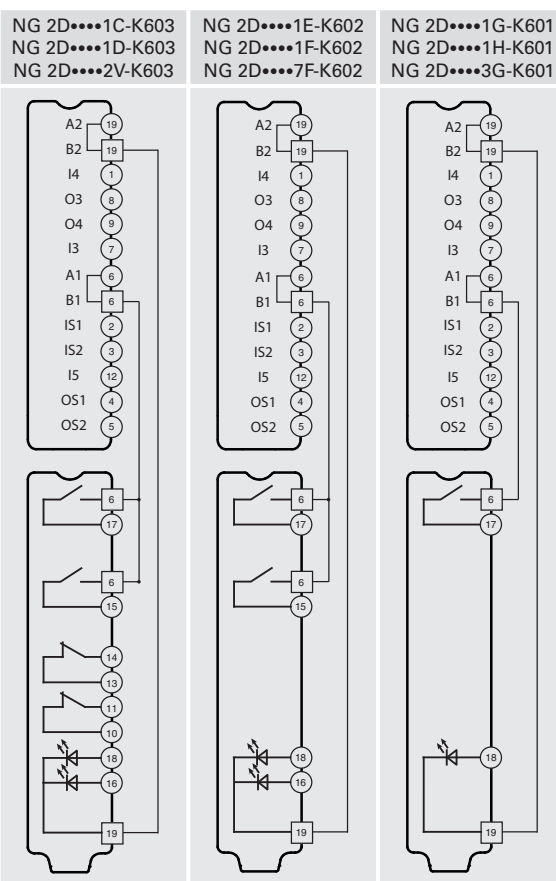 NG 2D••••1C-K603
NG 2D••••1D-K603
NG 2D••••2V-K603
A2 19
B2 19
I4 1
O3 8
O4 9
I3 7
A1 6
B1 6
IS1 2
IS2 3
I5 12
OS1 4
OS2 5
6
17
6
15
14
13
11
10
18
16
19
NG 2D••••1E-K602
NG 2D••••1F-K602
NG 2D••••7F-K602
A2 19
B2 19
I4 1
O3 8
O4 9
I3 7
A1 6
B1 6
IS1 2
IS2 3
I5 12
OS1 4
OS2 5
6
17
6
15
18
16
19
NG 2D••••1G-K601
NG 2D••••1H-K601
NG 2D••••3G-K601
A2 19
B2 19
I4 1
O3 8
O4 9
I3 7
A1 6
B1 6
IS1 2
IS2 3
I5 12
OS1 4
OS2 5
6
17
18
19